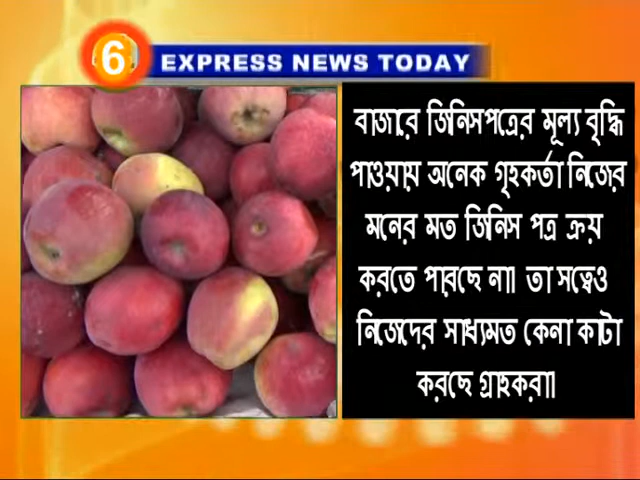 6
EXPRESS NEWS TODAY
বাজারে জিনিসপত্রের মূল্য বৃদ্ধি
পাওয়ায় অনেক গৃহকর্তা নিজের
মনের মত জিনিস পত্র ক্রয়
করতে পারছে না। তা সত্বেও
নিজেদের সাধ্যমত কেনা কাটা
করছে গ্রাহকরা।